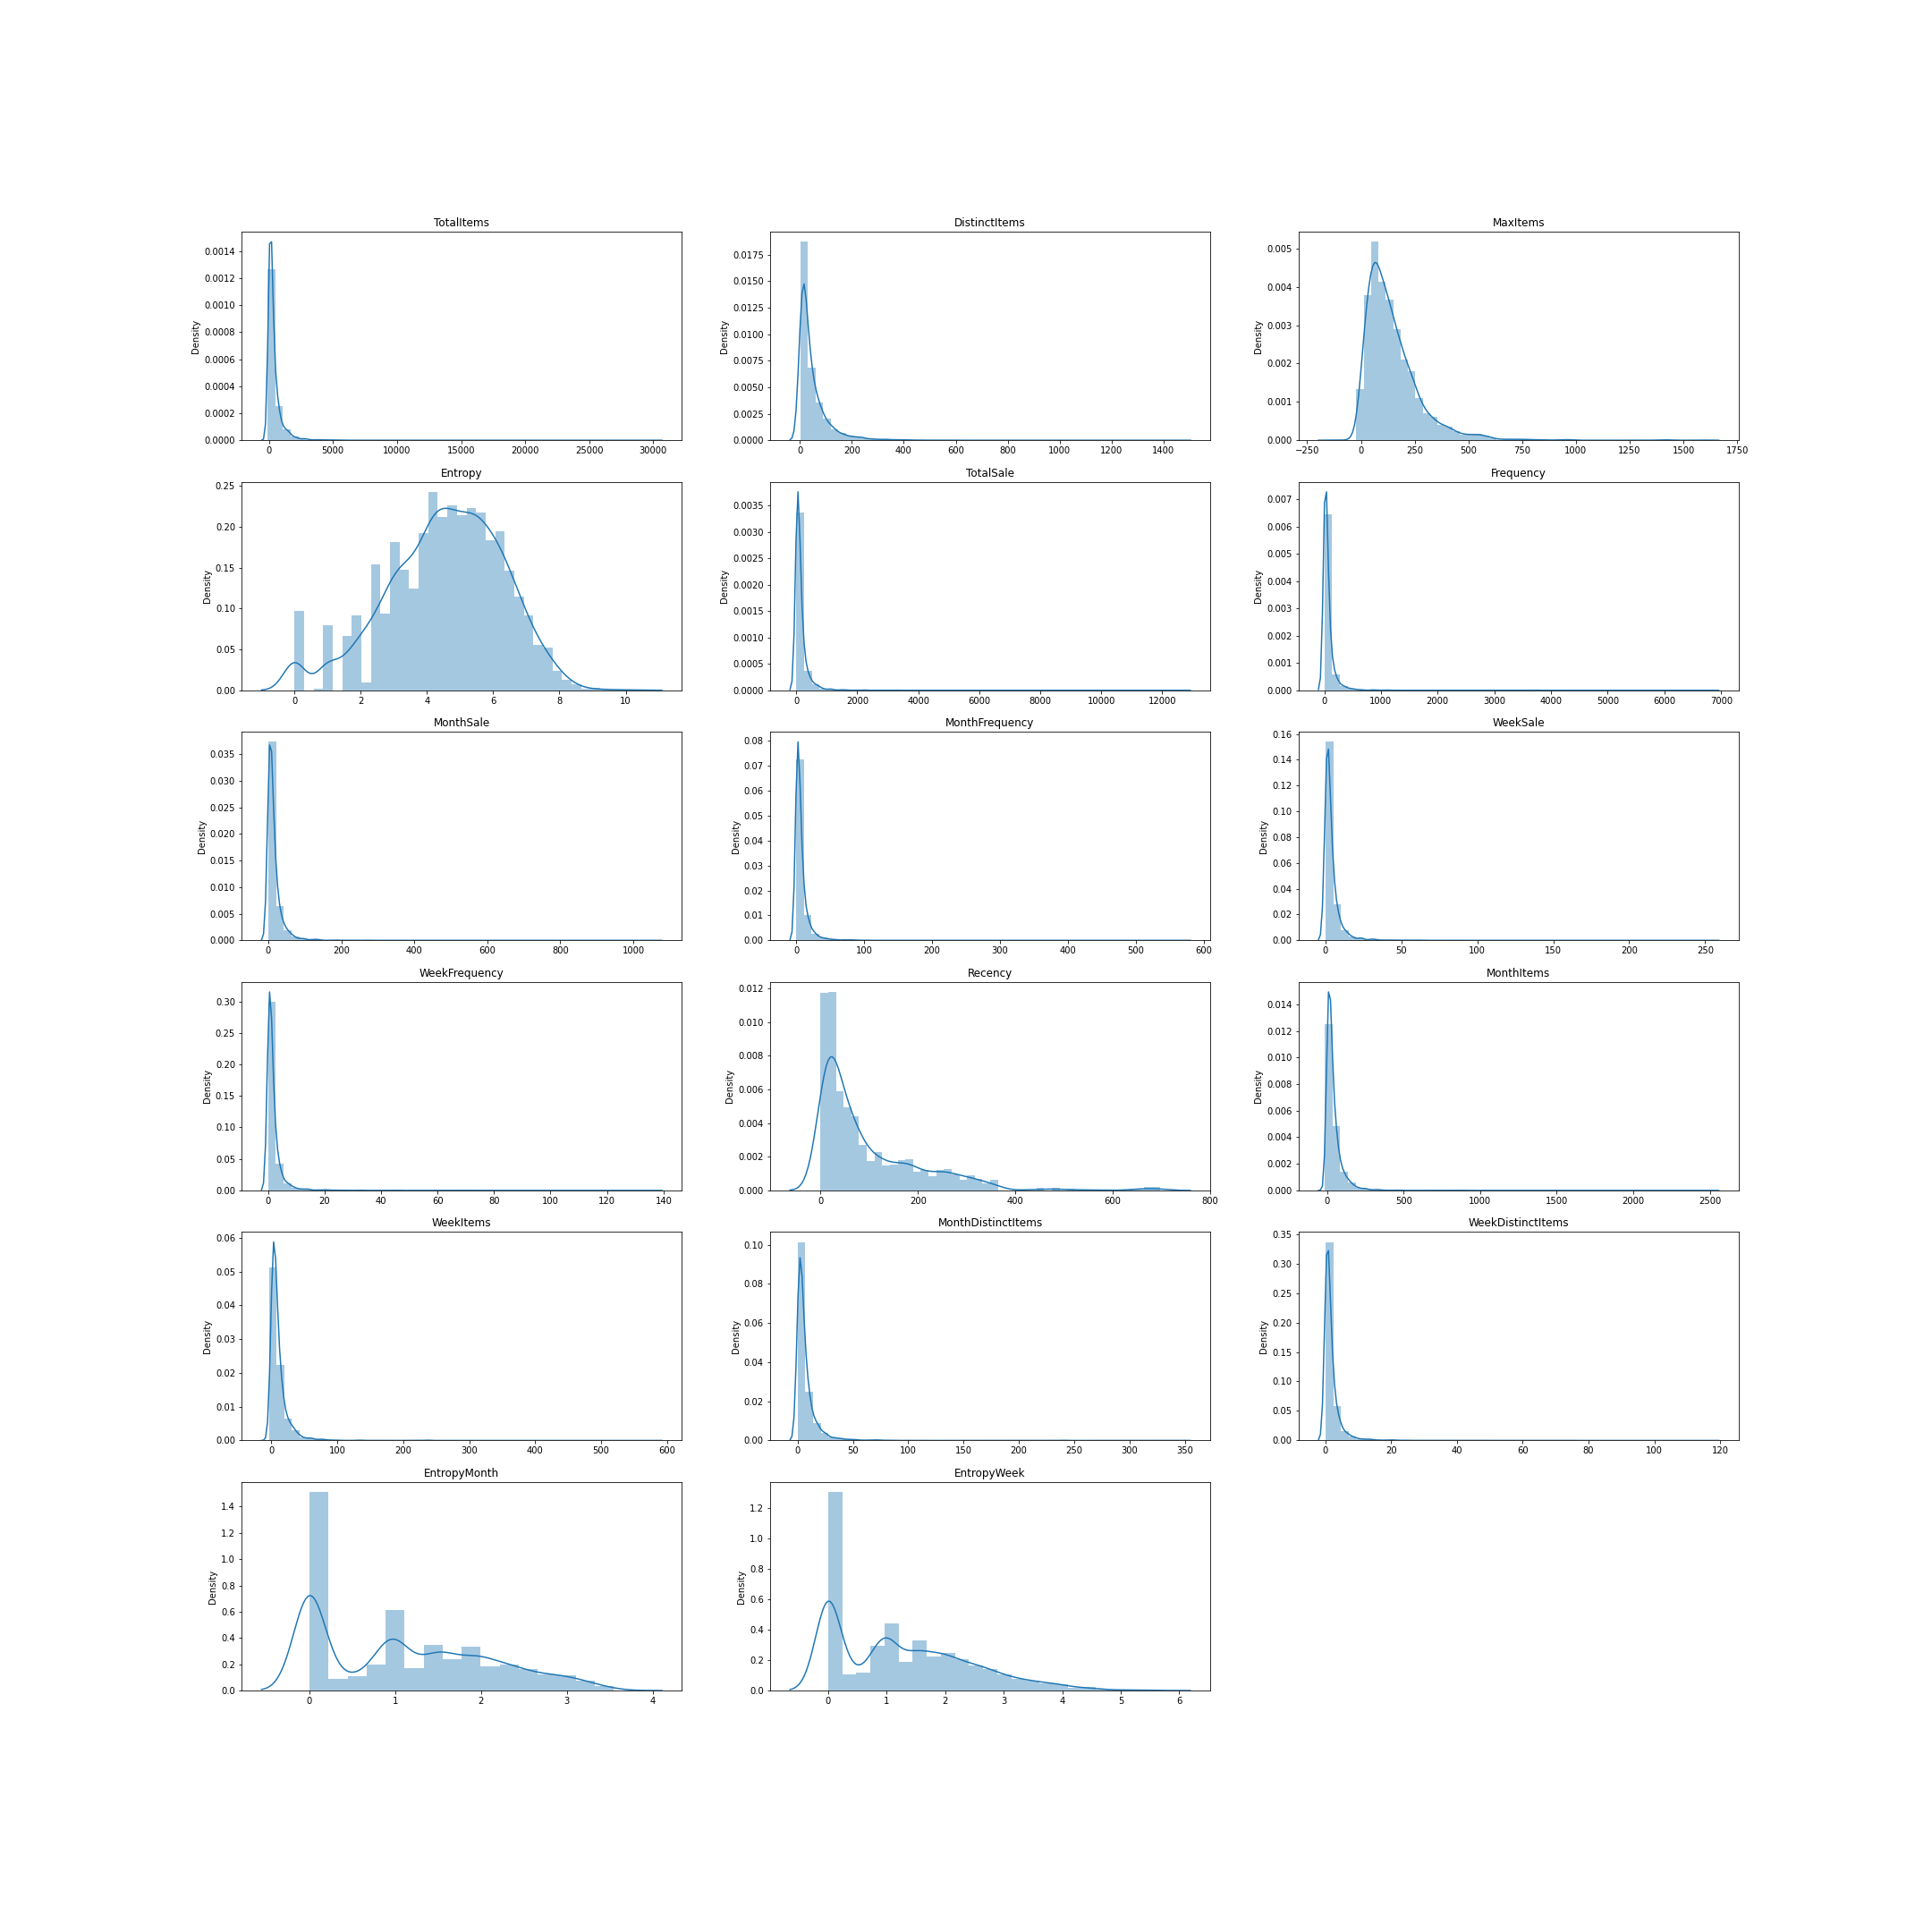 TotalItems
Density
0.0014
0.0012
0.0010
0.0008
0.0006
0.0004
0.0002
0.0000
0 5000 10000 15000 20000 25000 30000
DistinctItems
Density
0.0175
0.0150
0.0125
0.0100
0.0075
0.0050
0.0025
0.0000
0 200 400 600 800 1000 1200 1400
MaxItems
Density
0.005
0.004
0.003
0.002
0.001
0.000
−250 0 250 500 750 1000 1250 1500 1750
Entropy
Density
0.25
0.20
0.15
0.10
0.05
0.00
0 2 4 6 8 10
TotalSale
Density
0.0035
0.0030
0.0025
0.0020
0.0015
0.0010
0.0005
0.0000
0 2000 4000 6000 8000 10000 12000
Frequency
Density
0.007
0.006
0.005
0.004
0.003
0.002
0.001
0.000
0 1000 2000 3000 4000 5000 6000 7000
MonthSale
Density
0.035
0.030
0.025
0.020
0.015
0.010
0.005
0.000
0 200 400 600 800 1000
MonthFrequency
Density
0.08
0.07
0.06
0.05
0.04
0.03
0.02
0.01
0.00
0 100 200 300 400 500 600
WeekSale
Density
0.16
0.14
0.12
0.10
0.08
0.06
0.04
0.02
0.00
0 50 100 150 200 250
WeekFrequency
Density
0.30
0.25
0.20
0.15
0.10
0.05
0.00
0 20 40 60 80 100 120 140
Recency
Density
0.012
0.010
0.008
0.006
0.004
0.002
0.000
0 200 400 600 800
MonthItems
Density
0.014
0.012
0.010
0.008
0.006
0.004
0.002
0.000
0 500 1000 1500 2000 2500
WeekItems
Density
0.06
0.05
0.04
0.03
0.02
0.01
0.00
0 100 200 300 400 500 600
MonthDistinctItems
Density
0.10
0.08
0.06
0.04
0.02
0.00
0 50 100 150 200 250 300 350
WeekDistinctItems
Density
0.35
0.30
0.25
0.20
0.15
0.10
0.05
0.00
0 20 40 60 80 100 120
EntropyMonth
Density
1.4
1.2
1.0
0.8
0.6
0.4
0.2
0.0
0 1 2 3 4
EntropyWeek
Density
1.2
1.0
0.8
0.6
0.4
0.2
0.0
0 1 2 3 4 5 6